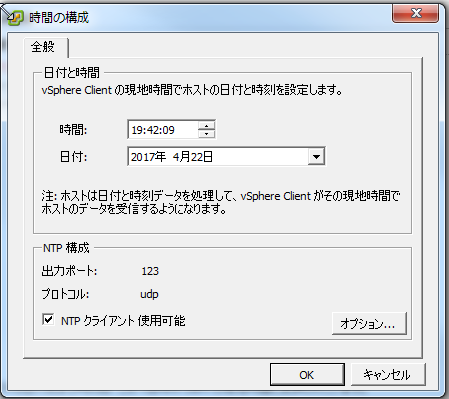 時間の構成
全般
日付と時間
vSphere Client の現地時間でホストの日付と時刻を設定します。
時間: 19:42:09
日付: 2017年 4月22日
注: ホストは日付と時刻データを処理して、vSphere Client がその現地時間で
ホストのデータを受信するようになります。
NTP 構成
出力ポート: 123
プロトコル: udp
NTP クライアント 使用可能
オプション...
OK キャンセル